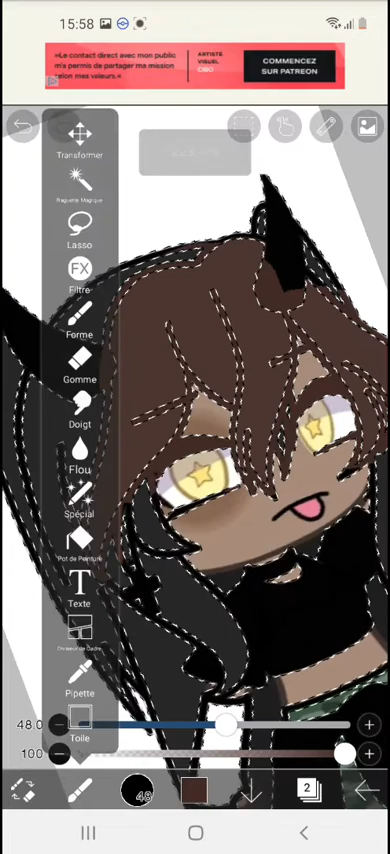 15:58
«Le contact direct avec mon public
m'a permis de partager ma mission
selon mes valeurs.»
ARTISTE
VISUEL
OBO
COMMENCEZ
SUR PATREON
Transformer
Baguette Magique
Lasso
FX
Filtre
Forme
Gomme
Doigt
Flou
Spécial
Pot de Peinture
T
Texte
Diviseur de Cadre
Pipette
Toile
48.0
100
48
2